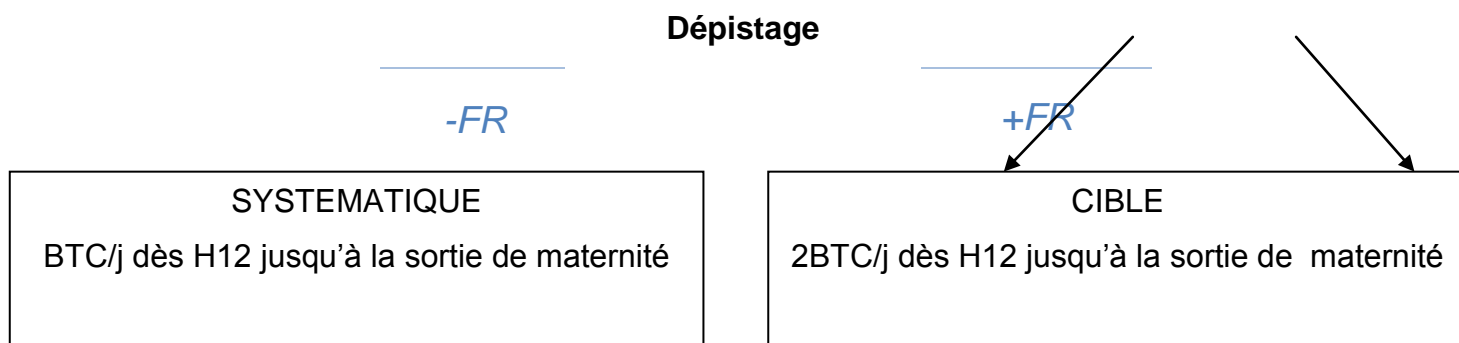 Dépistage
-FR
+FR
SYSTEMATIQUE
BTC/j dès H12 jusqu’à la sortie de maternité
CIBLE
2BTC/j dès H12 jusqu’à la sortie de maternité